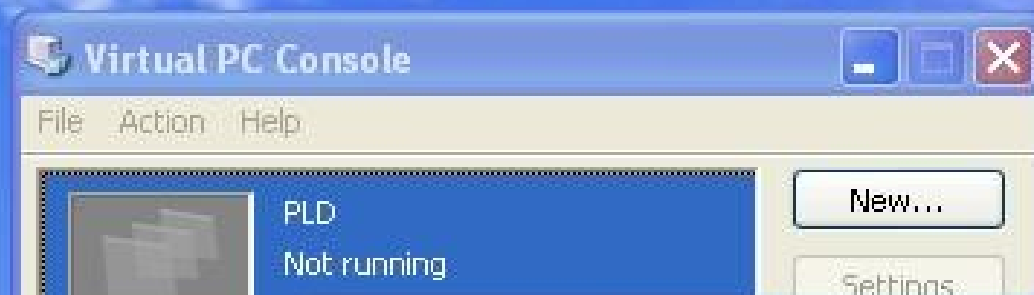 Virtual PC Console
File Action Help
PLD
New...
Not running
Settings